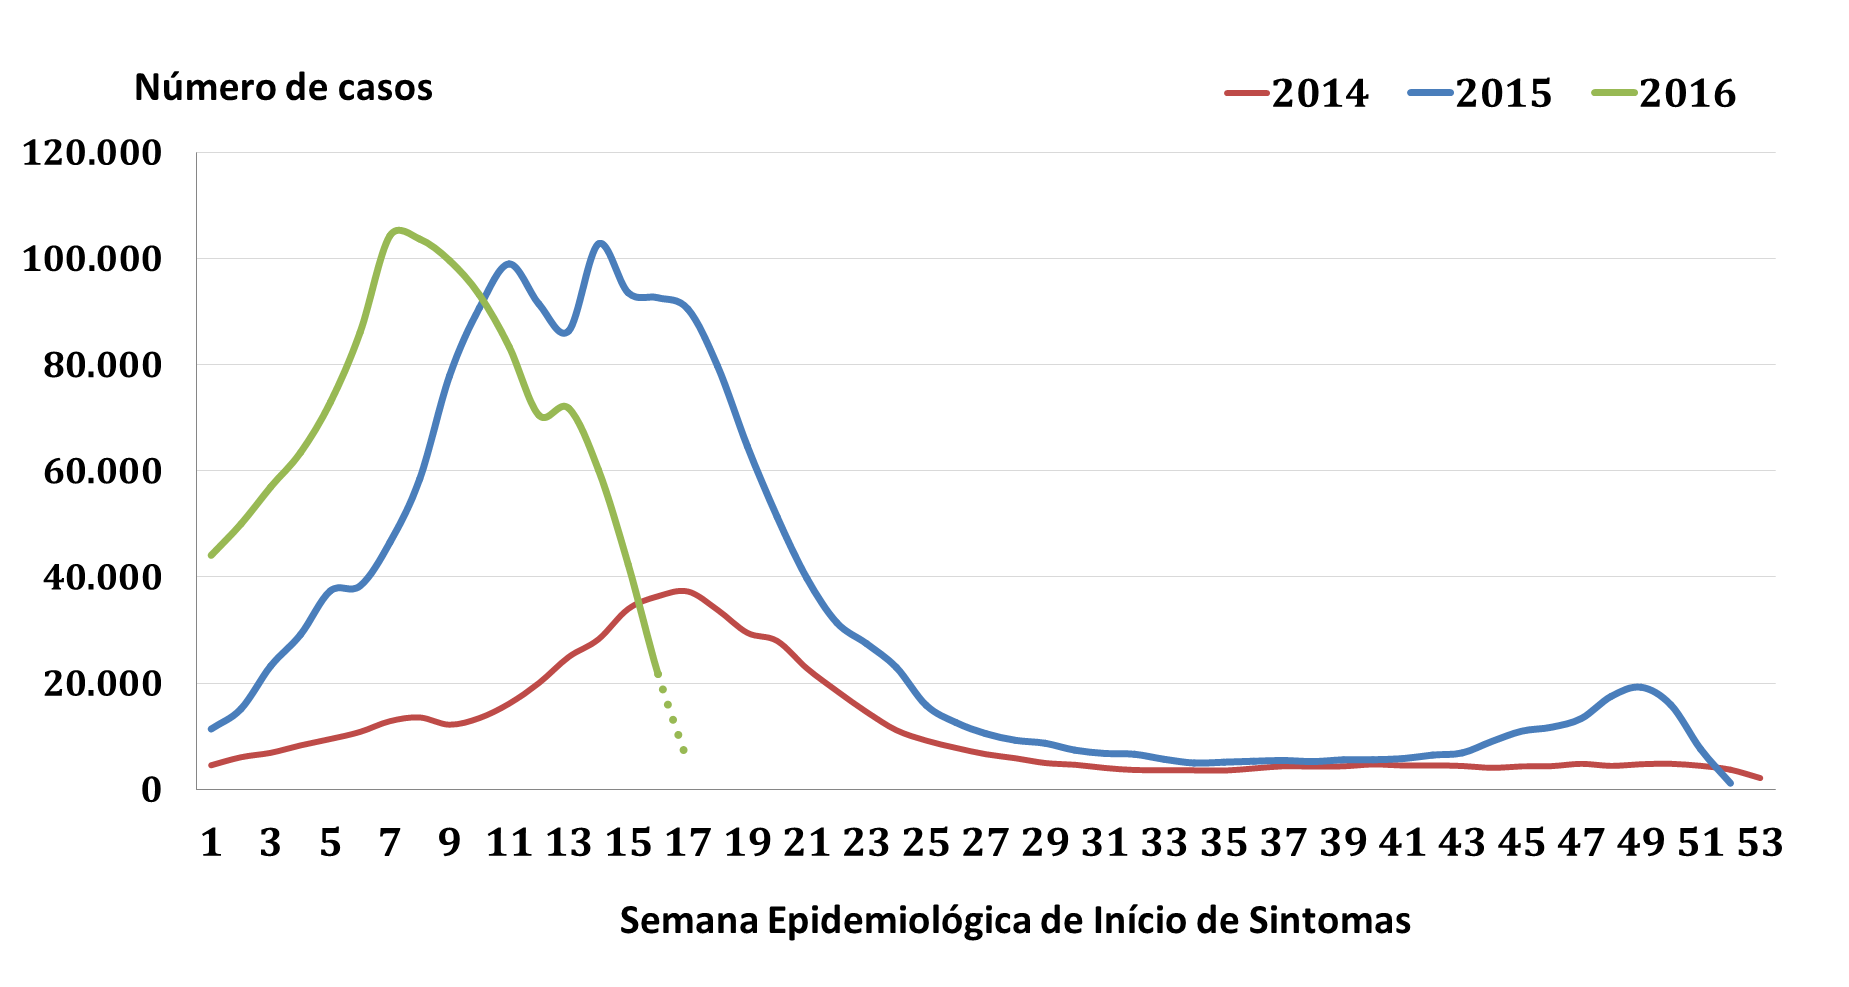 Número de casos
2014 2015 2016
120.000
100.000
80.000
60.000
40.000
20.000
0
1 3 5 7 9 11 13 15 17 19 21 23 25 27 29 31 33 35 37 39 41 43 45 47 49 51 53
Semana Epidemiológica de Início de Sintomas